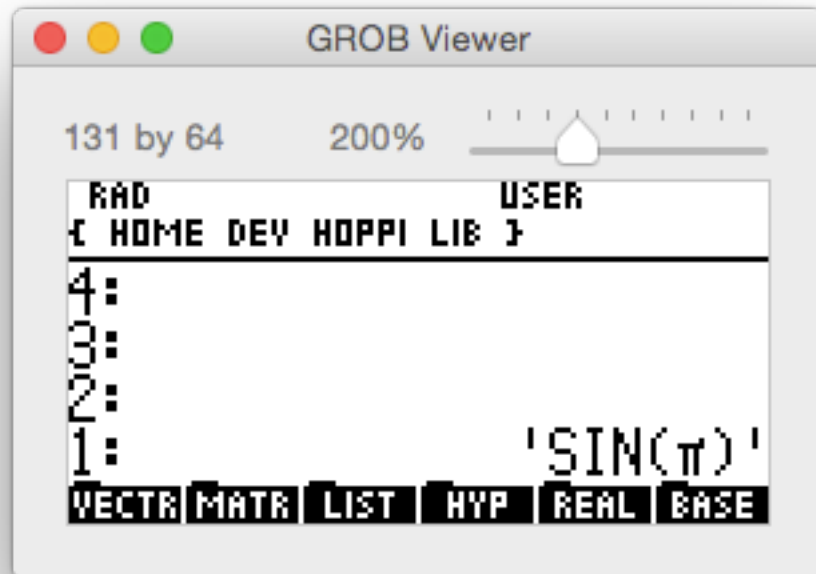 GROB Viewer
131 by 64 200%
RAD USER
{ HOME DEV HOPPI LIB }
4:
3:
2:
1: 'SIN(π)'
VECTR MATR LIST HYP REAL BASE